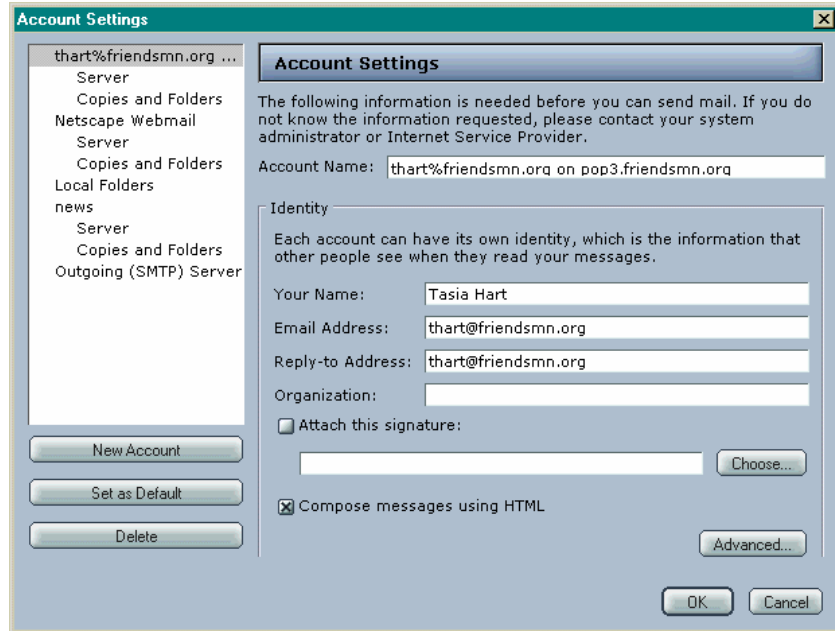 Account Settings
thart%friendsmn.org ...
Server
Copies and Folders
Netscape Webmail
Server
Copies and Folders
Local Folders
news
Server
Copies and Folders
Outgoing (SMTP) Server
New Account
Set as Default
Delete
Account Settings
The following information is needed before you can send mail. If you do
not know the information requested, please contact your system
administrator or Internet Service Provider.
Account Name: thart%friendsmn.org on pop3.friendsmn.org
Identity
Each account can have its own identity, which is the information that
other people see when they read your messages.
Your Name: Tasia Hart
Email Address: thart@friendsmn.org
Reply-to Address: thart@friendsmn.org
Organization:
Attach this signature:
Choose...
Compose messages using HTML
Advanced...
OK Cancel